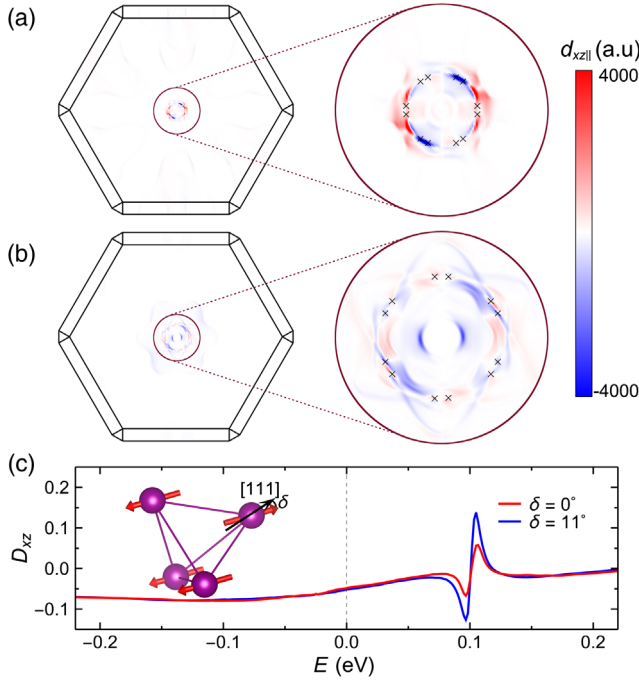 (a)
d_xz|| (a.u)
4000
(b)
-4000
(c)
0.2
0.1
0.0
−0.1
D_xz
[111]
δ
δ = 0°
δ = 11°
−0.2
−0.1
0.0
0.1
0.2
E (eV)